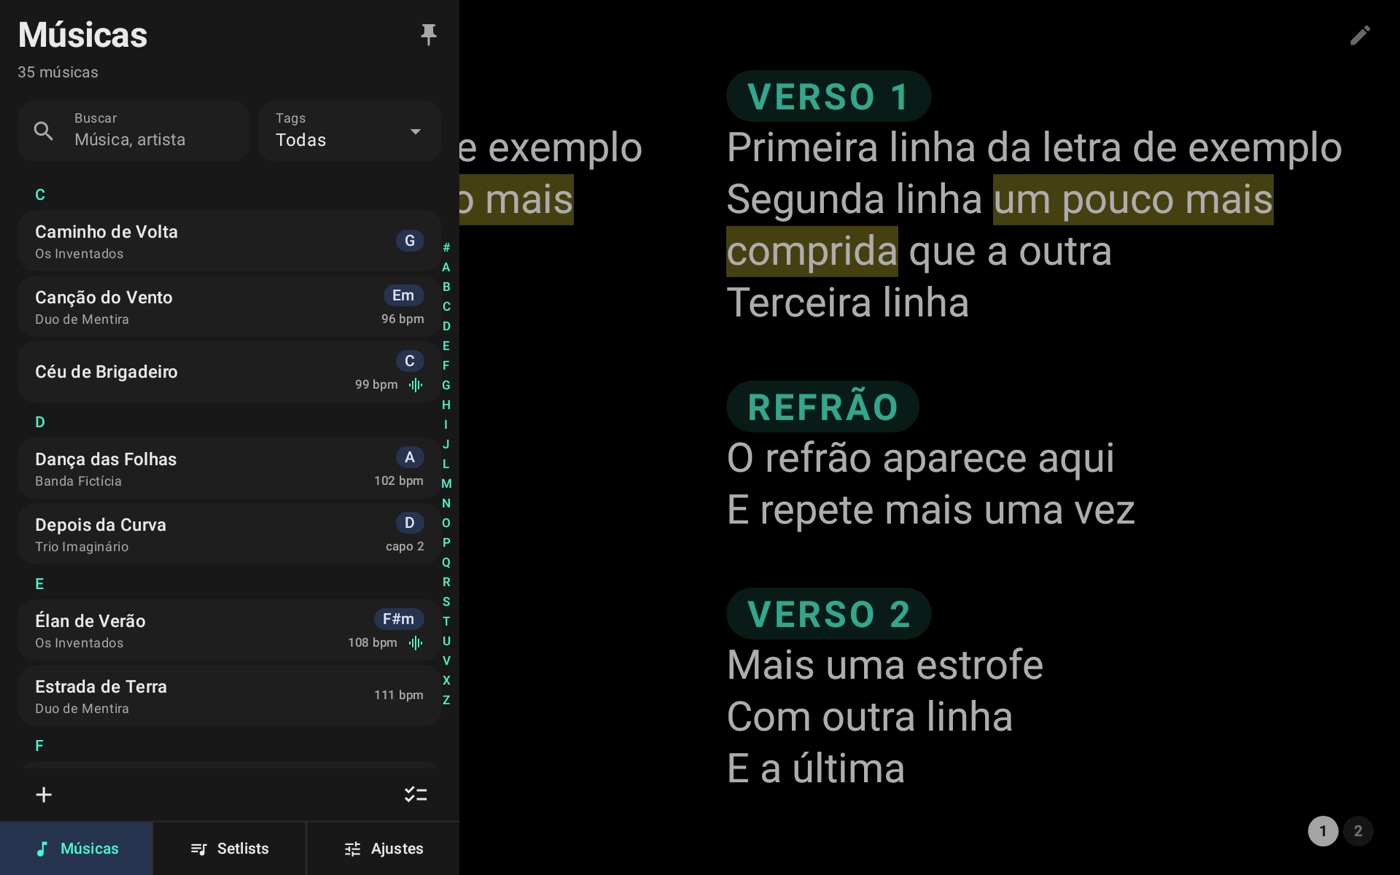 Músicas
35 músicas
Buscar
Música, artista
Tags
Todas
C
Caminho de Volta
Os Inventados
G
Canção do Vento
Duo de Mentira
Em
96 bpm
Céu de Brigadeiro
C
99 bpm
D
Dança das Folhas
Banda Fictícia
A
102 bpm
Depois da Curva
Trio Imaginário
D
capo 2
E
Élan de Verão
Os Inventados
F#m
108 bpm
Estrada de Terra
Duo de Mentira
111 bpm
F
#
A
B
C
D
E
F
G
H
I
J
L
M
N
O
P
Q
R
S
T
U
V
X
Z
Músicas
Setlists
Ajustes
e exemplo
o mais
VERSO 1
Primeira linha da letra de exemplo
Segunda linha um pouco mais
comprida que a outra
Terceira linha
REFRÃO
O refrão aparece aqui
E repete mais uma vez
VERSO 2
Mais uma estrofe
Com outra linha
E a última
1
2